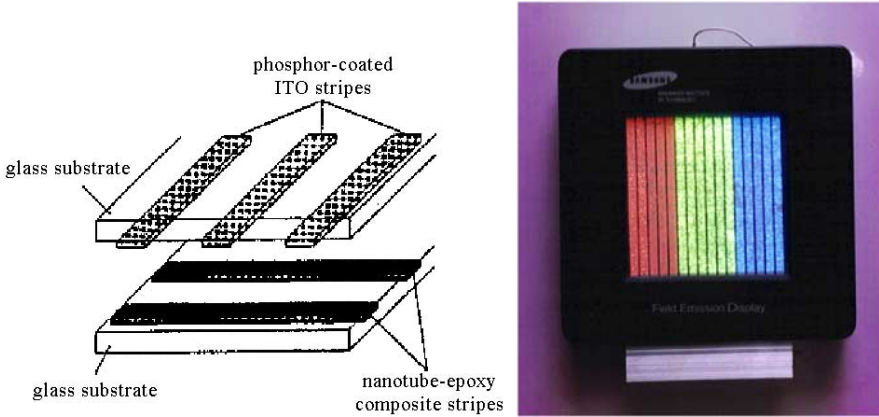 phosphor-coated
ITO stripes
glass substrate
glass substrate
nanotube-epoxy
composite stripes
SAMSUNG
Field Emission Display